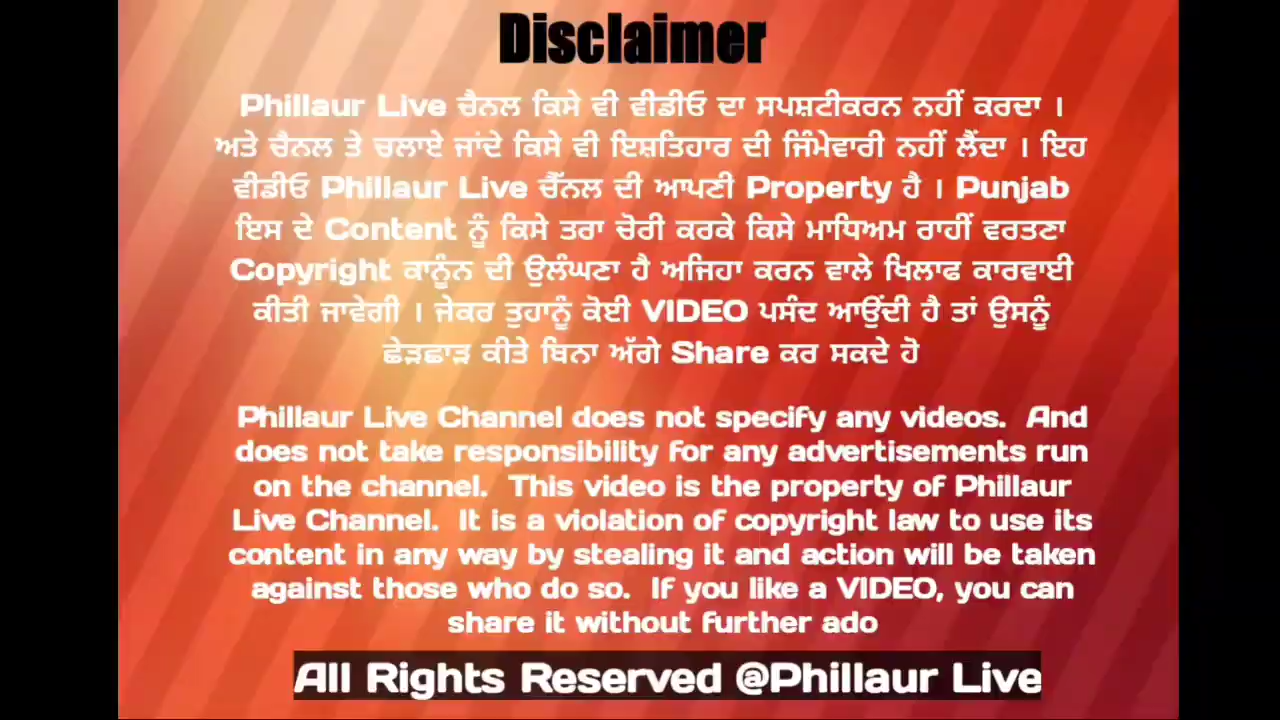 Disclaimer
Phillaur Live ਚੈਨਲ ਕਿਸੇ ਵੀ ਵੀਡੀਓ ਦਾ ਸਪਸ਼ਟੀਕਰਨ ਨਹੀਂ ਕਰਦਾ ।
ਅਤੇ ਚੈਨਲ ਤੇ ਚਲਾਏ ਜਾਂਦੇ ਕਿਸੇ ਵੀ ਇਸ਼ਤਿਹਾਰ ਦੀ ਜਿੰਮੇਵਾਰੀ ਨਹੀਂ ਲੈਂਦਾ । ਇਹ
ਵੀਡੀਓ Phillaur Live ਚੈੱਨਲ ਦੀ ਆਪਣੀ Property ਹੈ । Punjab
ਇਸ ਦੇ Content ਨੂੰ ਕਿਸੇ ਤਰਾ ਚੋਰੀ ਕਰਕੇ ਕਿਸੇ ਮਾਧਿਅਮ ਰਾਹੀਂ ਵਰਤਣਾ
Copyright ਕਾਨੂੰਨ ਦੀ ਉਲੰਘਣਾ ਹੈ ਅਜਿਹਾ ਕਰਨ ਵਾਲੇ ਖਿਲਾਫ ਕਾਰਵਾਈ
ਕੀਤੀ ਜਾਵੇਗੀ । ਜੇਕਰ ਤੁਹਾਨੂੰ ਕੋਈ VIDEO ਪਸੰਦ ਆਉਂਦੀ ਹੈ ਤਾਂ ਉਸਨੂੰ
ਛੇੜਛਾੜ ਕੀਤੇ ਬਿਨਾ ਅੱਗੇ Share ਕਰ ਸਕਦੇ ਹੋ
Phillaur Live Channel does not specify any videos. And
does not take responsibility for any advertisements run
on the channel. This video is the property of Phillaur
Live Channel. It is a violation of copyright law to use its
content in any way by stealing it and action will be taken
against those who do so. If you like a VIDEO, you can
share it without further ado
All Rights Reserved @Phillaur Live